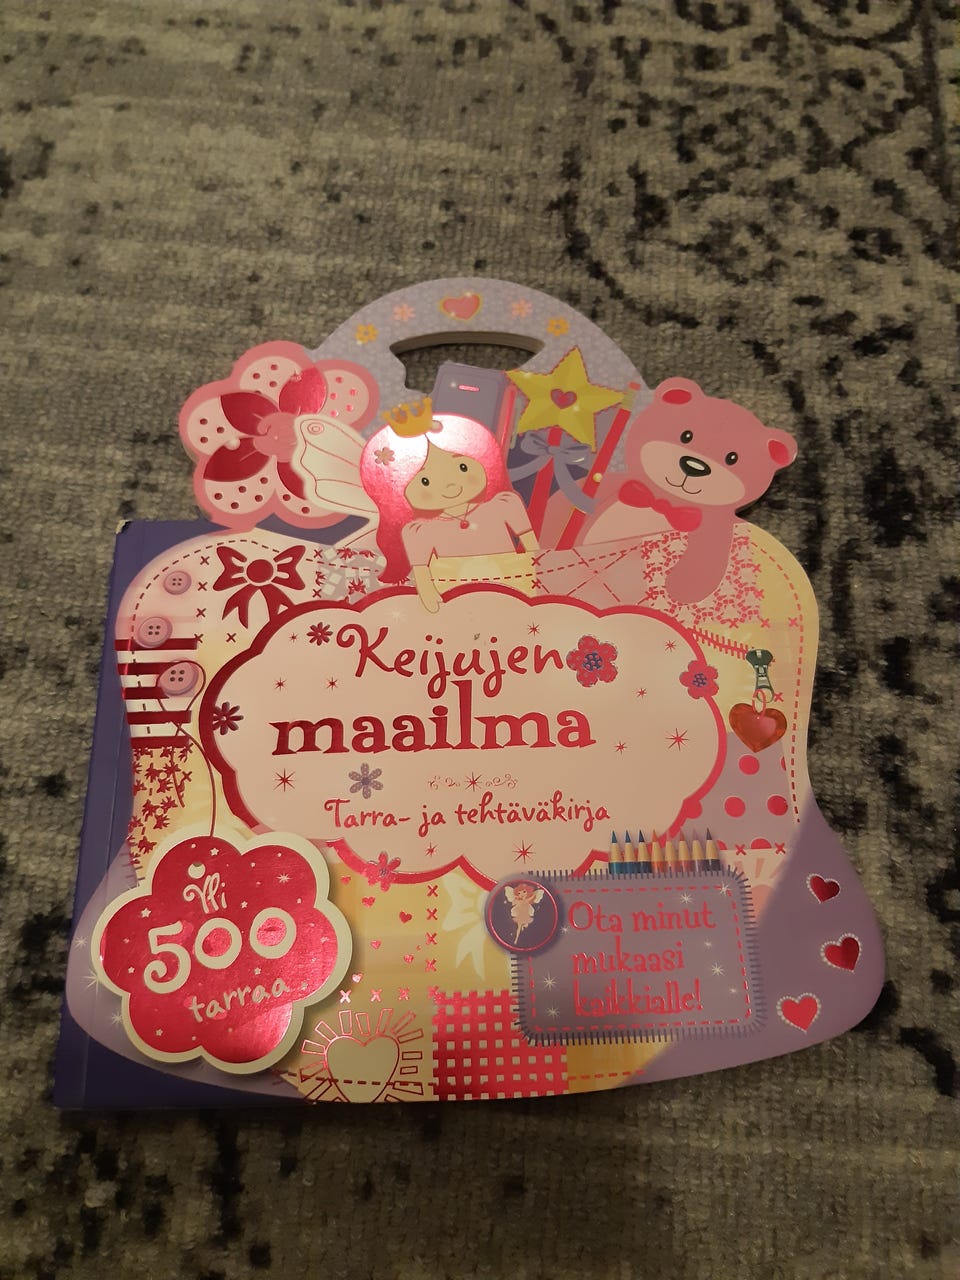 Keijujen
maailma
Tarra- ja tehtäväkirja
Yli
500
tarraa
Ota minut
mukaasi
kaikkialle!